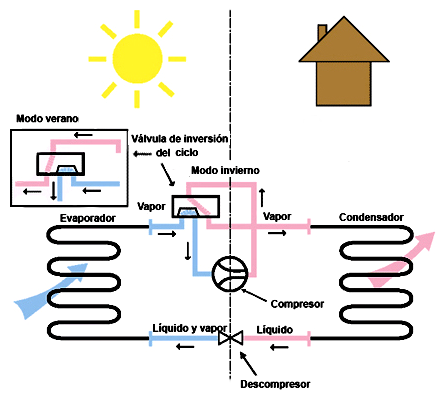 Modo verano
Válvula de inversión
del ciclo
Modo invierno
Vapor
Vapor
Evaporador
Condensador
Compresor
Líquido y vapor
Líquido
Descompresor